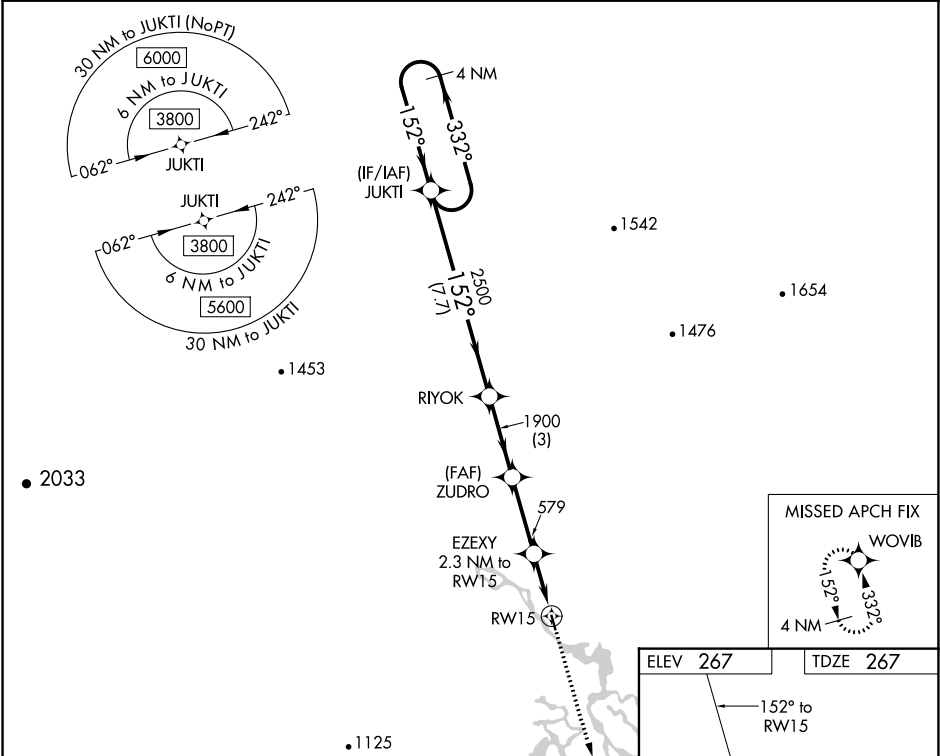 30 NM to JUKTI (NoPT)
6000
6 NM to JUKTI
3800
062°
242°
JUKTI
JUKTI
242°
062°
3800
6 NM to JUKTI
5600
30 NM to JUKTI
4 NM
152°
332°
(IF/IAF)
JUKTI
1542
2500
152°
(7.7)
1654
1476
1453
RIYOK
1900
(3)
2033
(FAF)
ZUDRO
579
EZEXY
2.3 NM to
RW15
RW15
MISSED APCH FIX
WOVIB
152°
332°
4 NM
ELEV 267
TDZE 267
152° to
RW15
1125